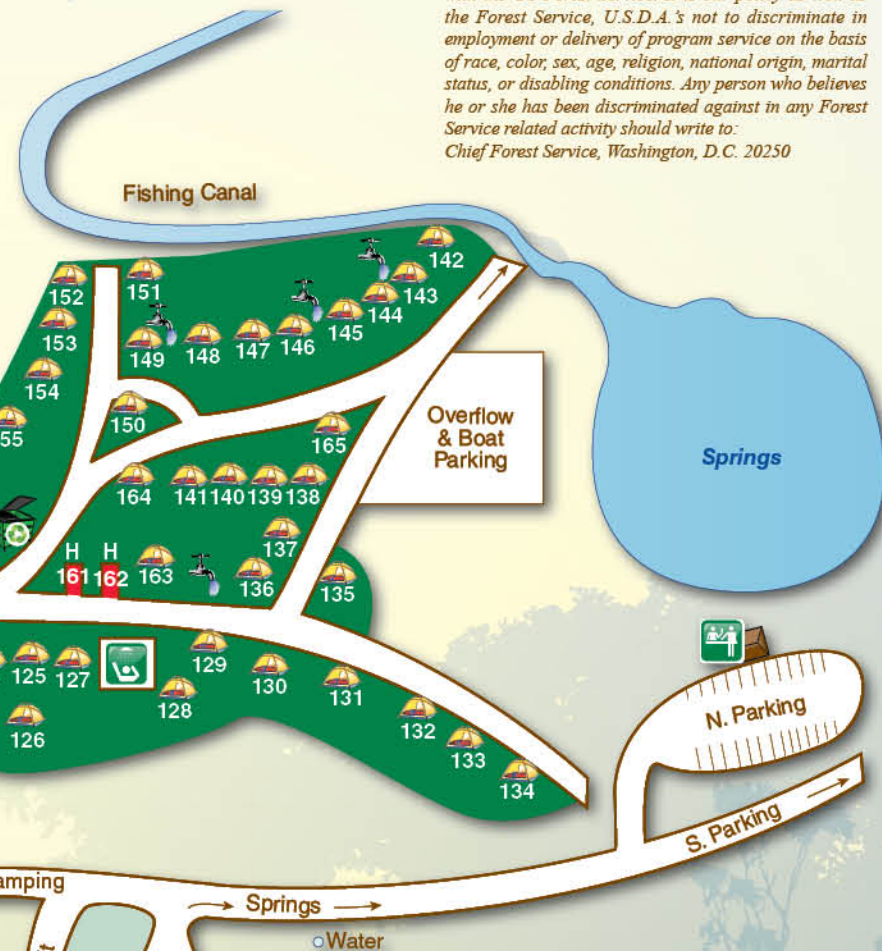 the Forest Service, U.S.D.A.'s not to discriminate in
employment or delivery of program service on the basis
of race, color, sex, age, religion, national origin, marital
status, or disabling conditions. Any person who believes
he or she has been discriminated against in any Forest
Service related activity should write to:
Chief Forest Service, Washington, D.C. 20250
Fishing Canal
142
152
151
143
144
145
153
149
148
147
146
154
150
55
165
Overflow
& Boat
Parking
Springs
164
141
140
139
138
137
H
H
161
162
163
136
135
125
127
129
130
131
128
126
132
133
134
N. Parking
S. Parking
amping
Springs
Water